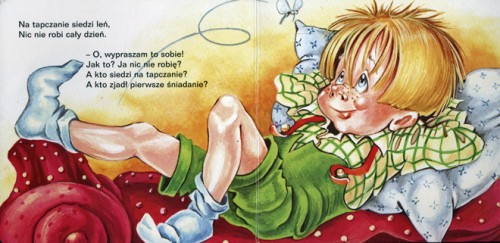 Na tapczanie siedzi leń,
Nic nie robi cały dzień.
– O, wypraszam to sobie!
Jak to? Ja nic nie robię?
A kto siedzi na tapczanie?
A kto zjadł pierwsze śniadanie?